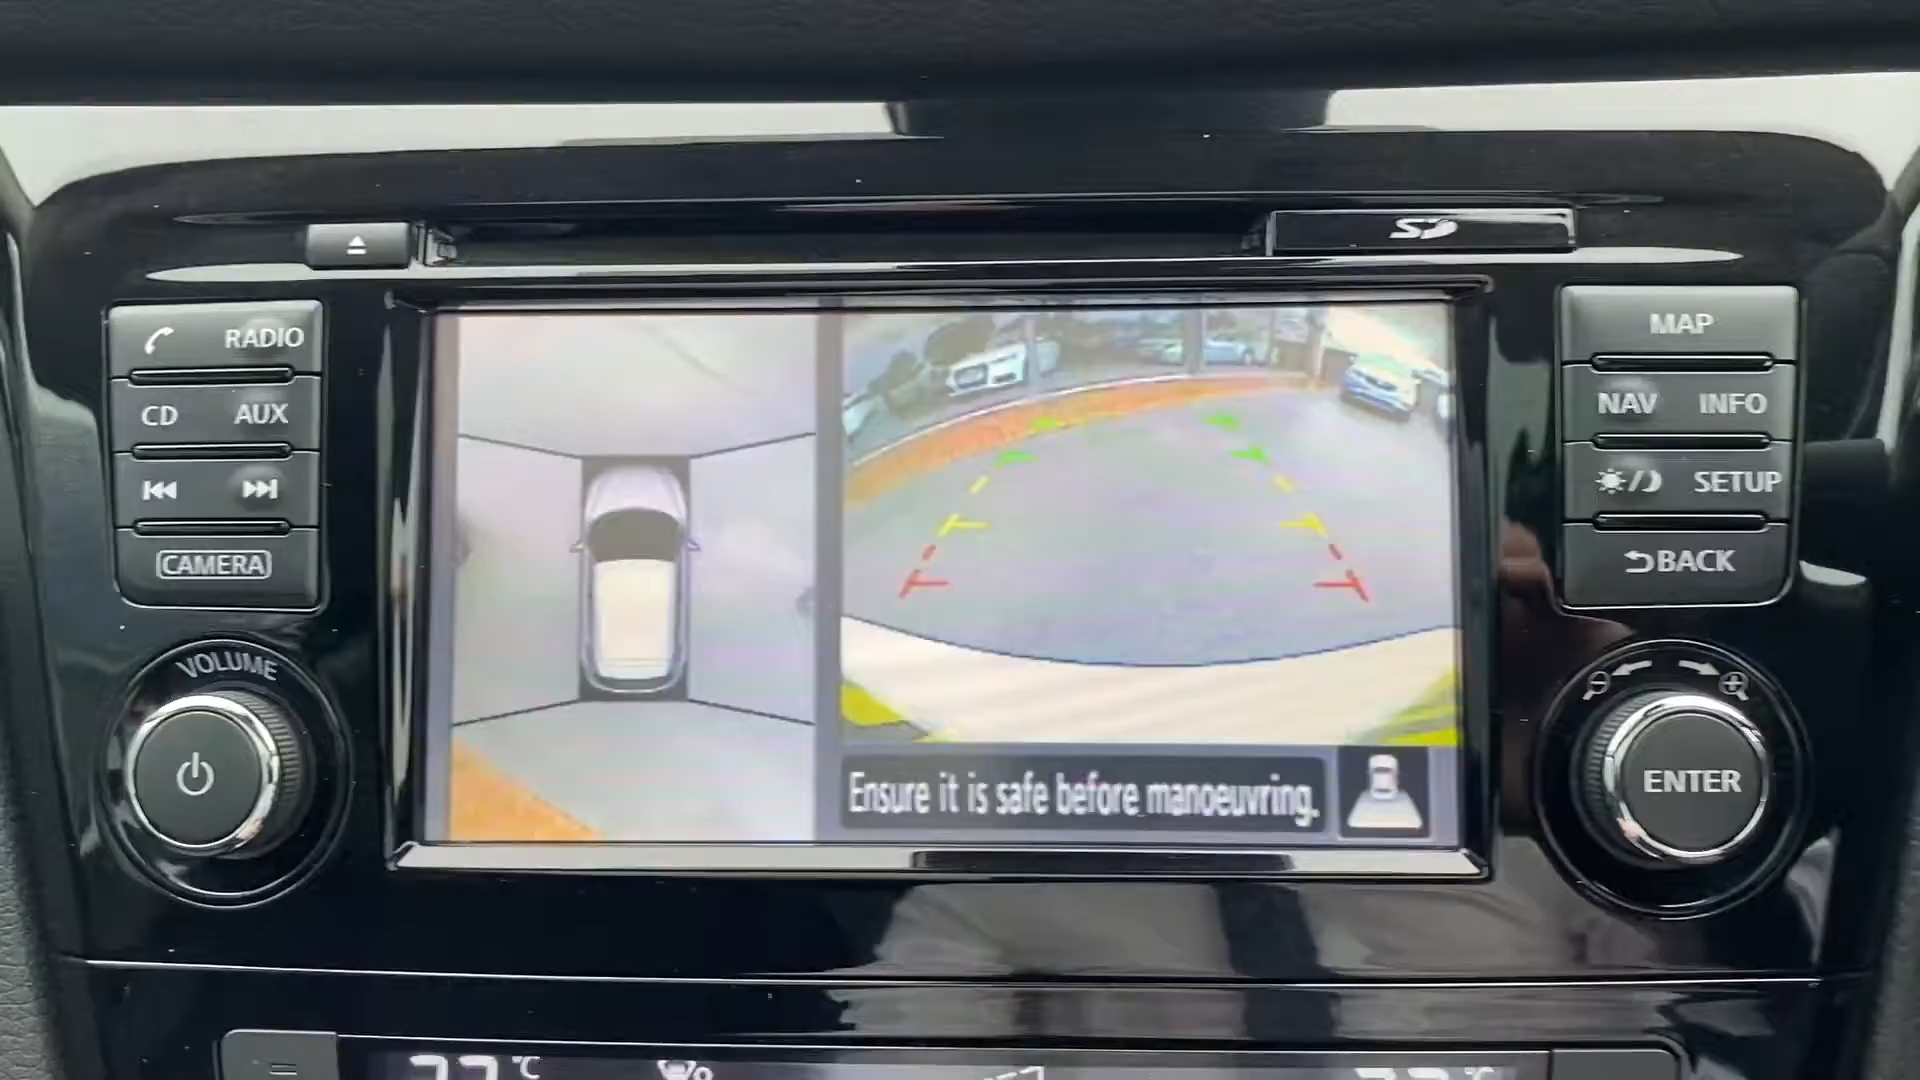 SD
RADIO
CD AUX
CAMERA
VOLUME
MAP
NAV INFO
SETUP
BACK
ENTER
Ensure it is safe before manoeuvring.
°C
°C